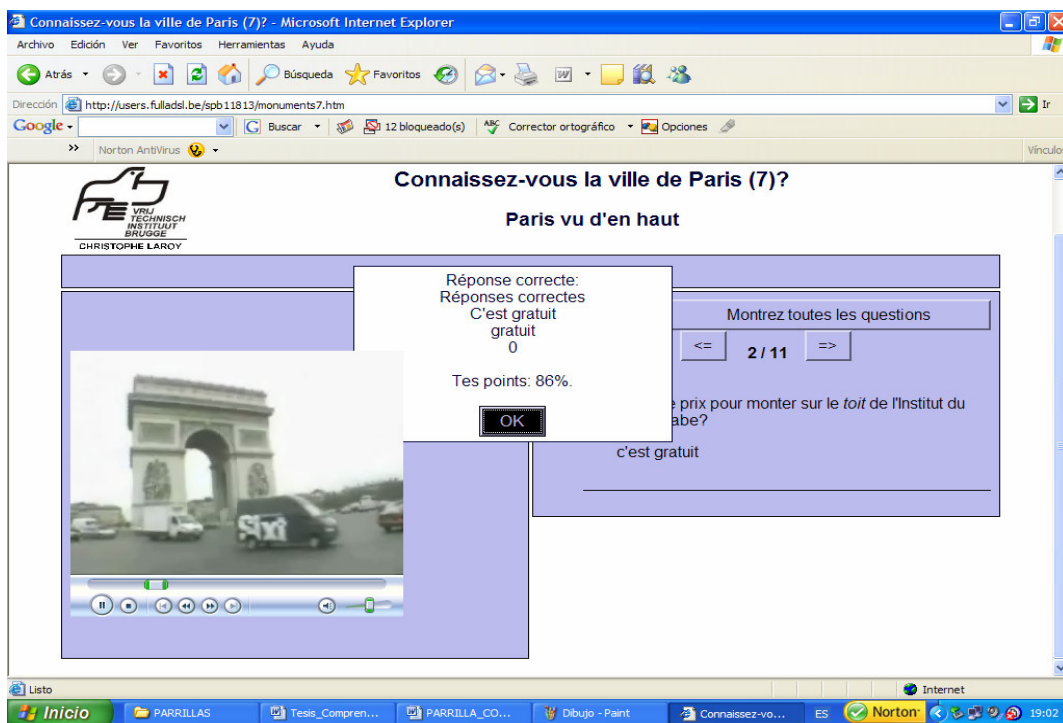 Connaissez-vous la ville de Paris (7)? - Microsoft Internet Explorer
Archivo Edición Ver Favoritos Herramientas Ayuda
Atrás Búsqueda Favoritos
Dirección http://users.fulladsl.be/spb11813/monuments7.htm Ir
Google Buscar 12 bloqueado(s) Corrector ortográfico Opciones
Norton AntiVirus Vínculo
VRIJ
TECHNISCH
INSTITUUT
BRUGGE
CHRISTOPHE LAROY
Connaissez-vous la ville de Paris (7)?
Paris vu d'en haut
Réponse correcte:
Réponses correctes
C'est gratuit
gratuit
0
Tes points: 86%.
OK
Montrez toutes les questions
<= 2 / 11 =>
prix pour monter sur le toit de l'Institut du
abe?
c'est gratuit
Sixt
Listo Internet
Inicio PARRILLAS Tesis_Compren... PARRILLA_CO... Dibujo - Paint Connaissez-vo... ES Norton 19:02